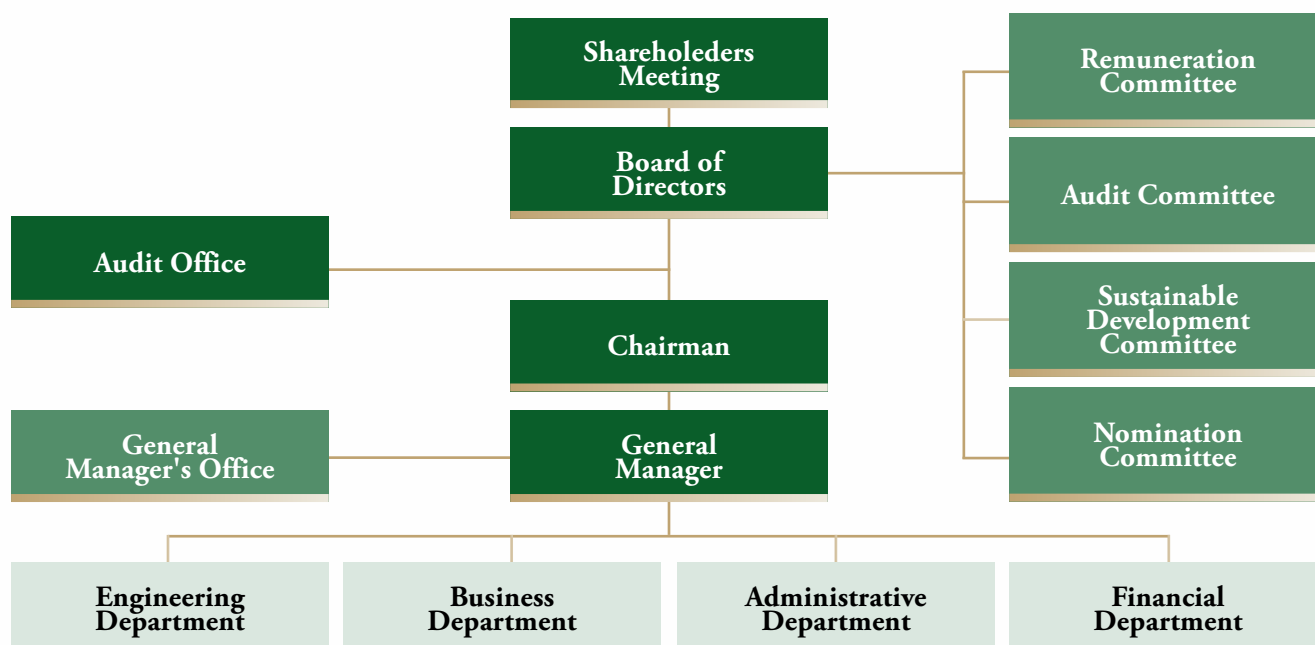 Shareholeders
Meeting
Remuneration
Committee
Board of
Directors
Audit Committee
Audit Office
Sustainable
Development
Committee
Chairman
General
Manager's Office
General
Manager
Nomination
Committee
Engineering
Department
Business
Department
Administrative
Department
Financial
Department